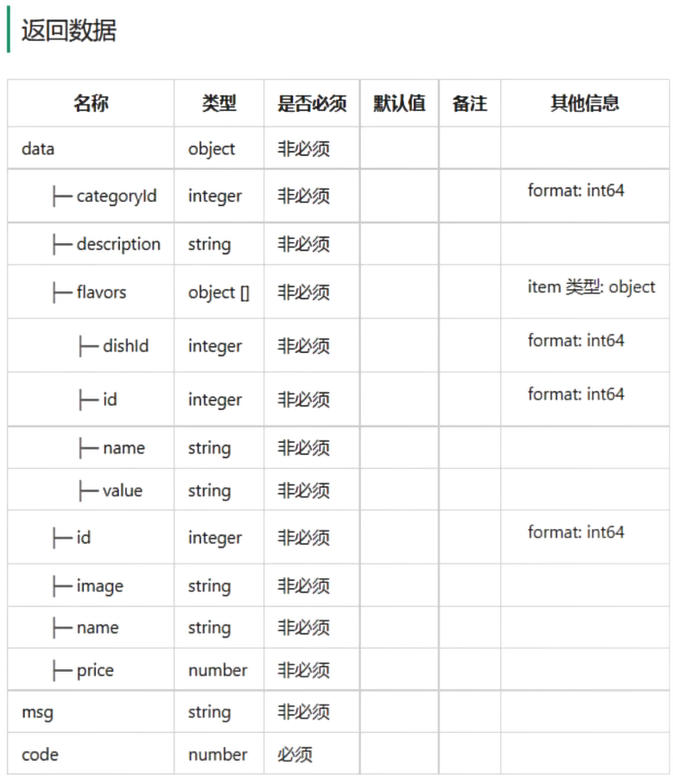 返回数据
名称 类型 是否必须 默认值 备注 其他信息
data object 非必须
├─ categoryId integer 非必须 format: int64
├─ description string 非必须
├─ flavors object [] 非必须 item 类型: object
├─ dishId integer 非必须 format: int64
├─ id integer 非必须 format: int64
├─ name string 非必须
├─ value string 非必须
├─ id integer 非必须 format: int64
├─ image string 非必须
├─ name string 非必须
├─ price number 非必须
msg string 非必须
code number 必须